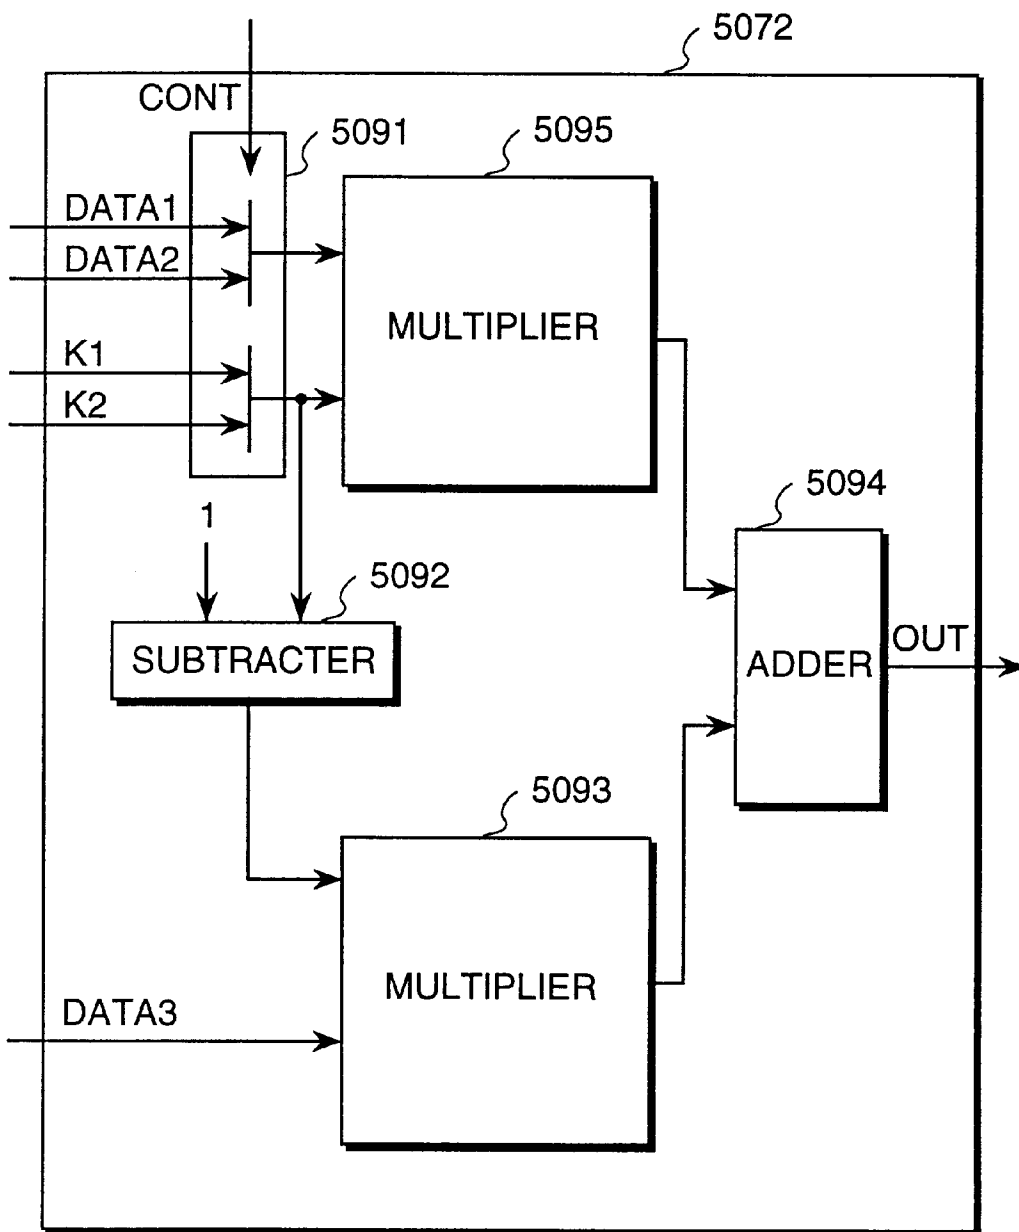 5072
CONT
5091
5095
DATA1
DATA2
MULTIPLIER
K1
K2
5094
1
5092
SUBTRACTER
OUT
ADDER
5093
MULTIPLIER
DATA3